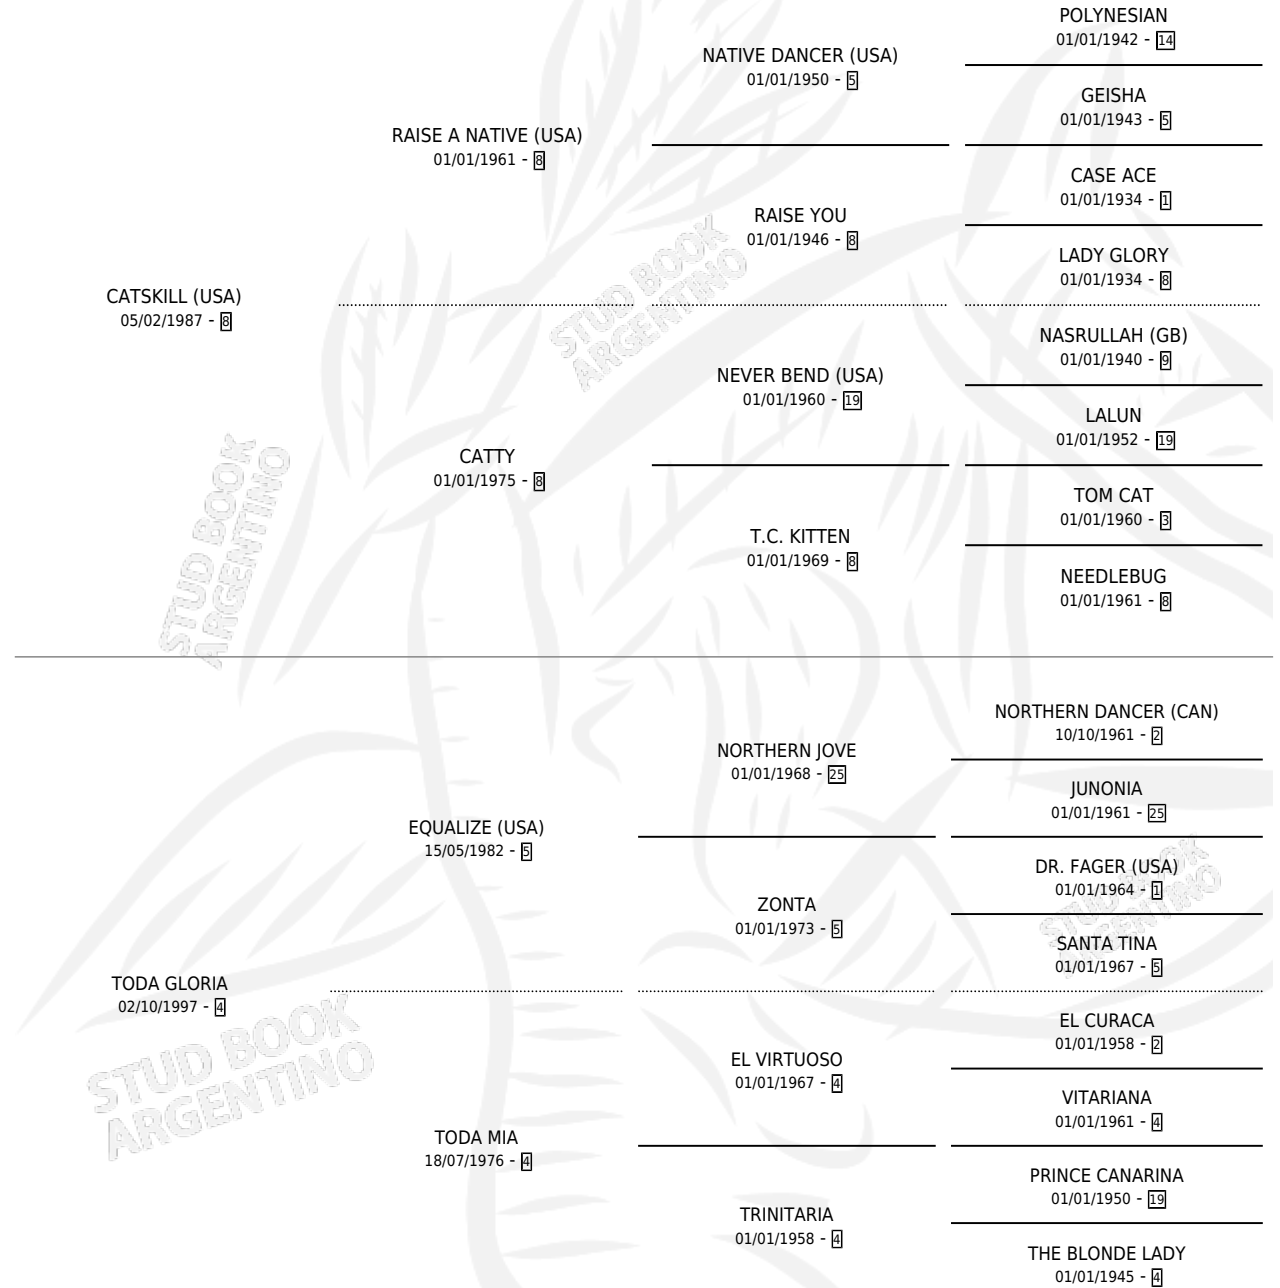 POLYNESIAN
01/01/1942 - 14
NATIVE DANCER (USA)
01/01/1950 - 5
GEISHA
01/01/1943 - 5
RAISE A NATIVE (USA)
01/01/1961 - 8
CASE ACE
01/01/1934 - 1
RAISE YOU
01/01/1946 - 8
LADY GLORY
01/01/1934 - 8
CATSKILL (USA)
05/02/1987 - 8
STUD BOOK
ARGENTINO
NASRULLAH (GB)
01/01/1940 - 9
NEVER BEND (USA)
01/01/1960 - 19
LALUN
01/01/1952 - 19
CATTY
01/01/1975 - 8
TOM CAT
01/01/1960 - 3
T.C. KITTEN
01/01/1969 - 8
NEEDLEBUG
01/01/1961 - 8
STUD BOOK
ARGENTINO
NORTHERN DANCER (CAN)
10/10/1961 - 2
NORTHERN JOVE
01/01/1968 - 25
JUNONIA
01/01/1961 - 25
EQUALIZE (USA)
15/05/1982 - 5
DR. FAGER (USA)
01/01/1964 - 1
ZONTA
01/01/1973 - 5
STUD BOOK
ARGENTINO
SANTA TINA
01/01/1967 - 5
TODA GLORIA
02/10/1997 - 4
STUD BOOK
ARGENTINO
EL CURACA
01/01/1958 - 2
EL VIRTUOSO
01/01/1967 - 4
VITARIANA
01/01/1961 - 4
TODA MIA
18/07/1976 - 4
PRINCE CANARINA
01/01/1950 - 19
TRINITARIA
01/01/1958 - 4
THE BLONDE LADY
01/01/1945 - 4